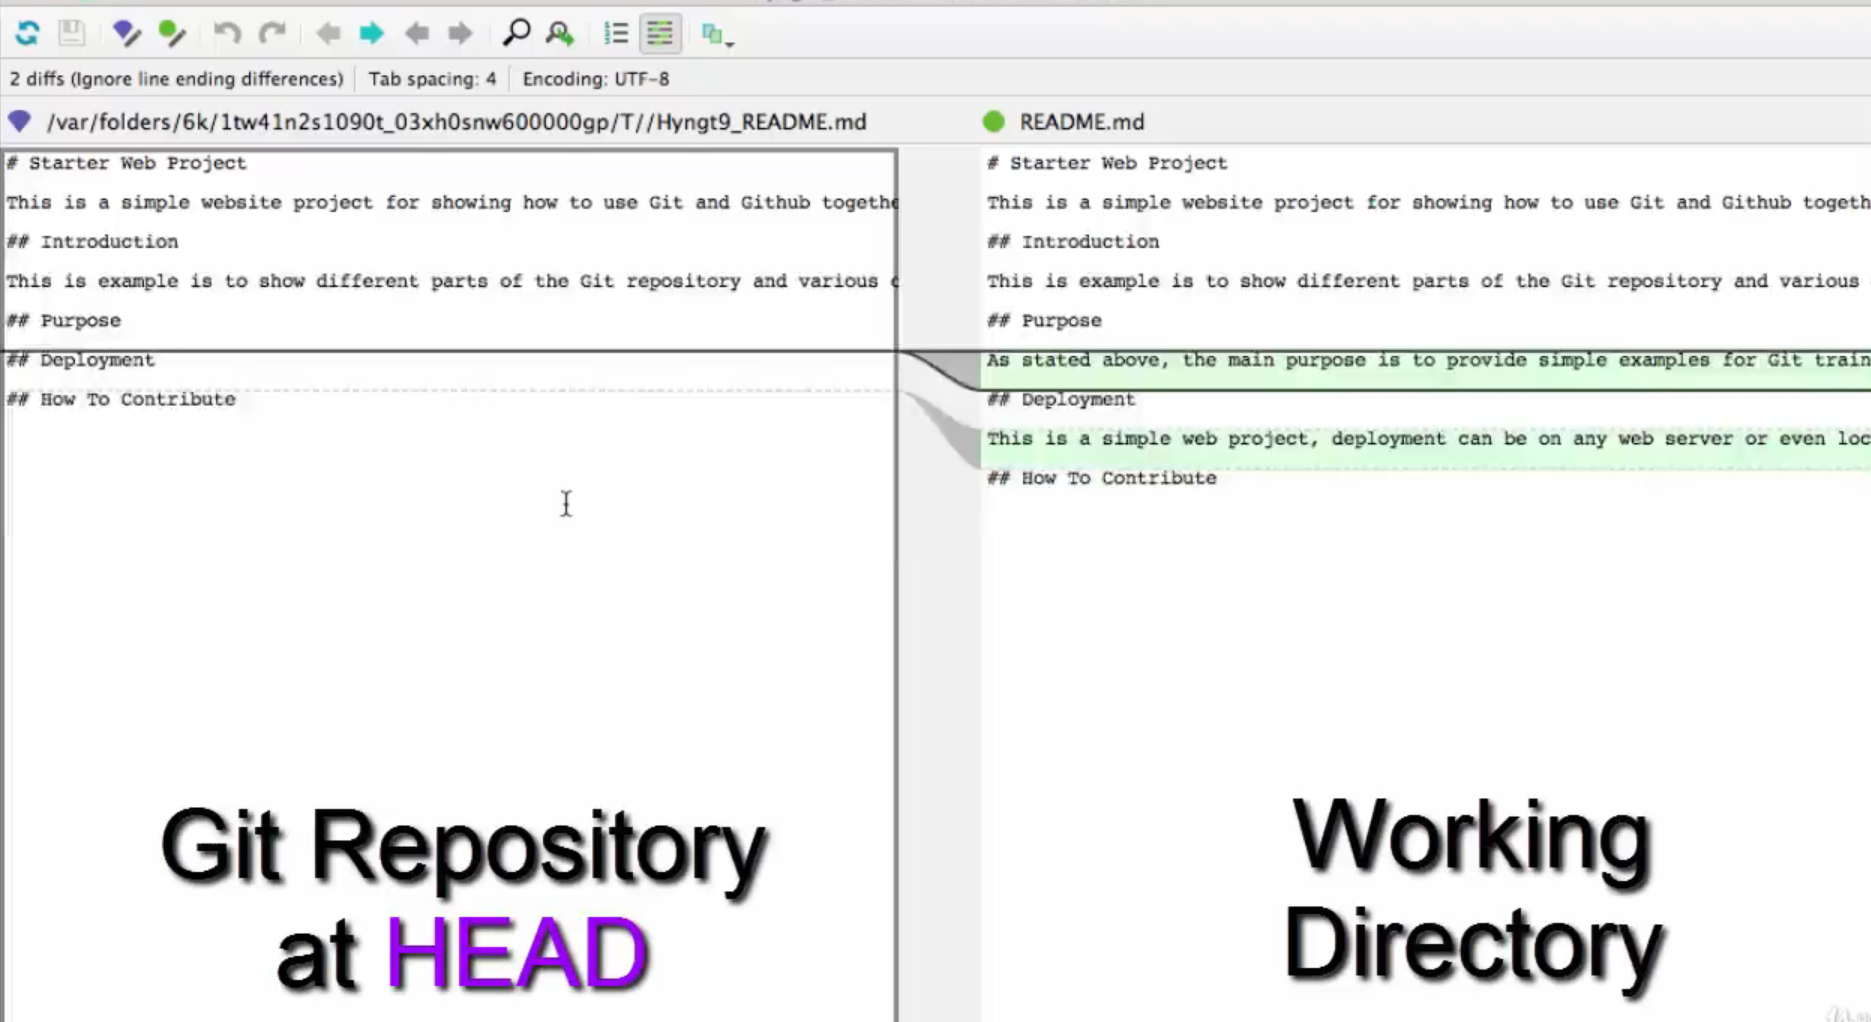 2 diffs (Ignore line ending differences) Tab spacing: 4 Encoding: UTF-8
/var/folders/6k/1tw41n2s1090t_03xh0snw600000gp/T//Hyngt9_README.md
# Starter Web Project
This is a simple website project for showing how to use Git and Github togethe
## Introduction
This is example is to show different parts of the Git repository and various
## Purpose
## Deployment
## How To Contribute
Git Repository
at HEAD
README.md
# Starter Web Project
This is a simple website project for showing how to use Git and Github togeth
## Introduction
This is example is to show different parts of the Git repository and various
## Purpose
As stated above, the main purpose is to provide simple examples for Git train
## Deployment
This is a simple web project, deployment can be on any web server or even loc
## How To Contribute
Working
Directory